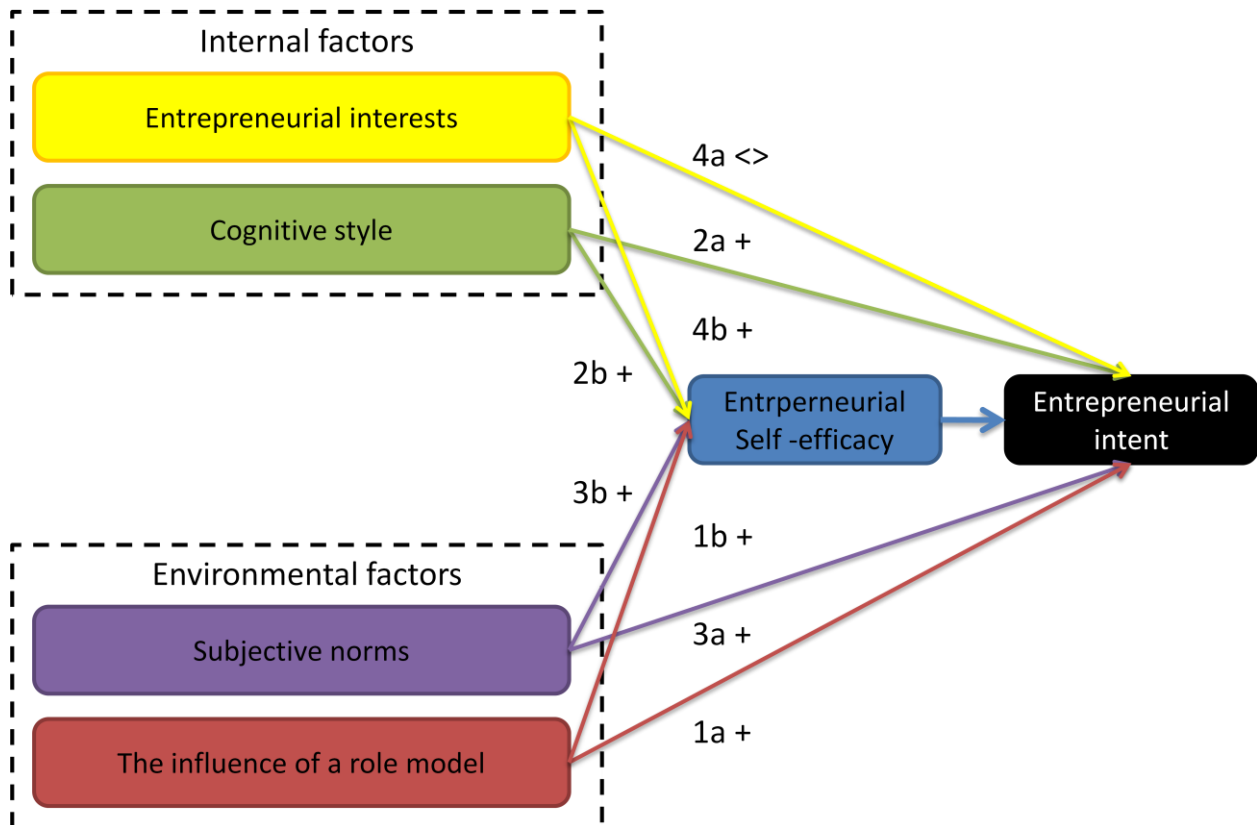 Internal factors
Entrepreneurial interests
4a <>
Cognitive style
2a +
4b +
2b +
Entrperneurial
Self -efficacy
Entrepreneurial
intent
3b +
1b +
Environmental factors
Subjective norms
3a +
The influence of a role model
1a +